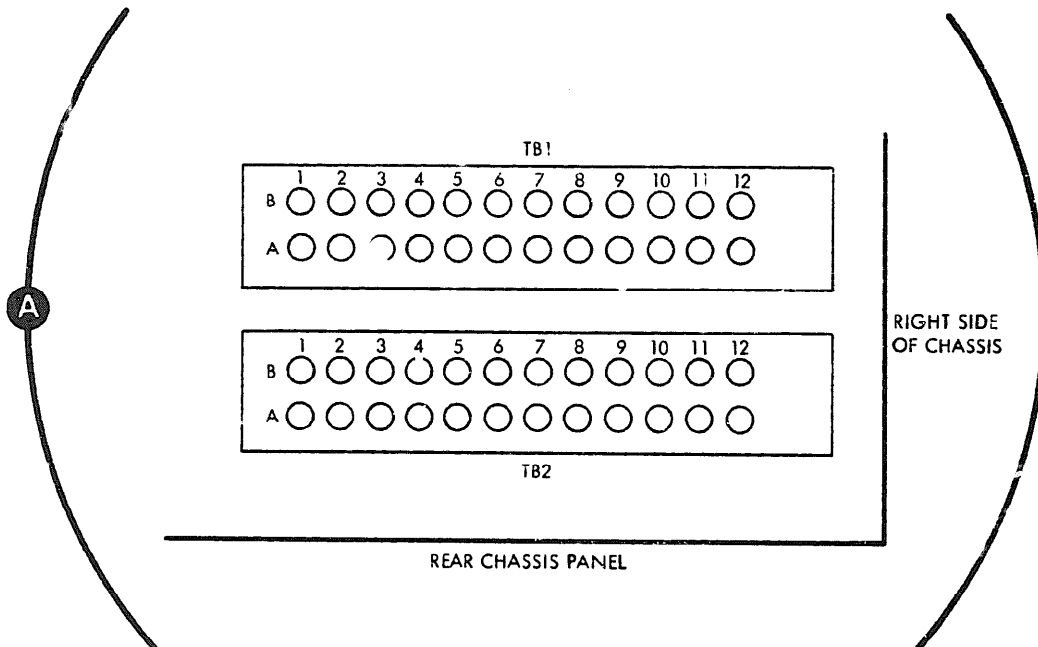 TB1
1 2 3 4 5 6 7 8 9 10 11 12
B
A
A
RIGHT SIDE
OF CHASSIS
1 2 3 4 5 6 7 8 9 10 11 12
B
A
TB2
REAR CHASSIS PANEL